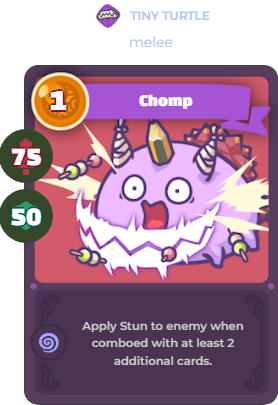 TINY TURTLE
melee
1
Chomp
75
50
Apply Stun to enemy when
comboed with at least 2
additional cards.